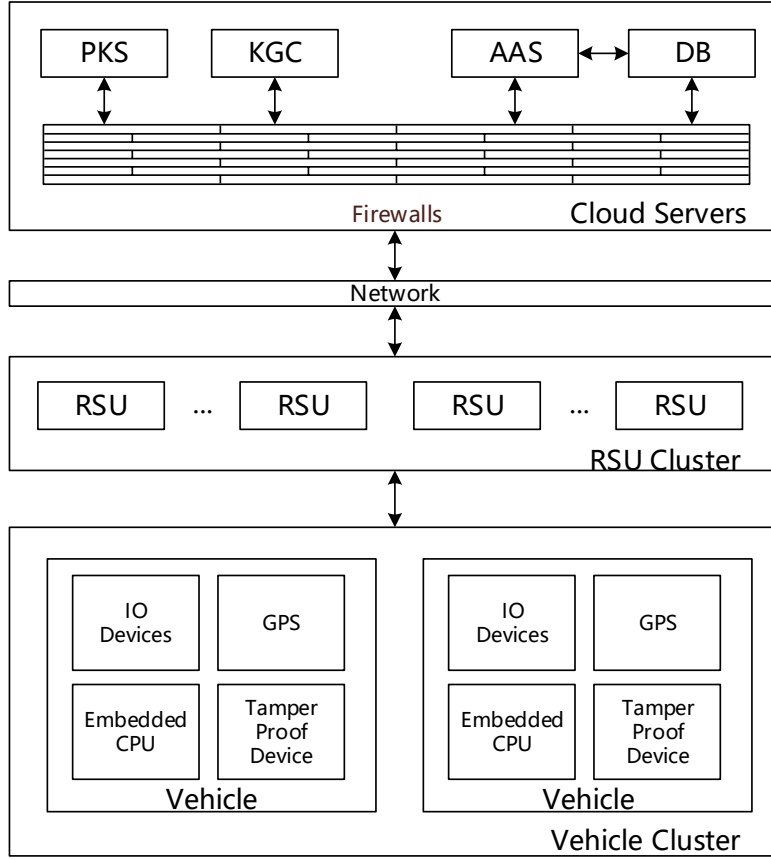 PKS KGC AAS DB
Firewalls
Cloud Servers
Network
RSU ... RSU RSU ... RSU
RSU Cluster
IO
Devices
GPS
Embedded
CPU
Tamper
Proof
Device
Vehicle
IO
Devices
GPS
Embedded
CPU
Tamper
Proof
Device
Vehicle
Vehicle Cluster